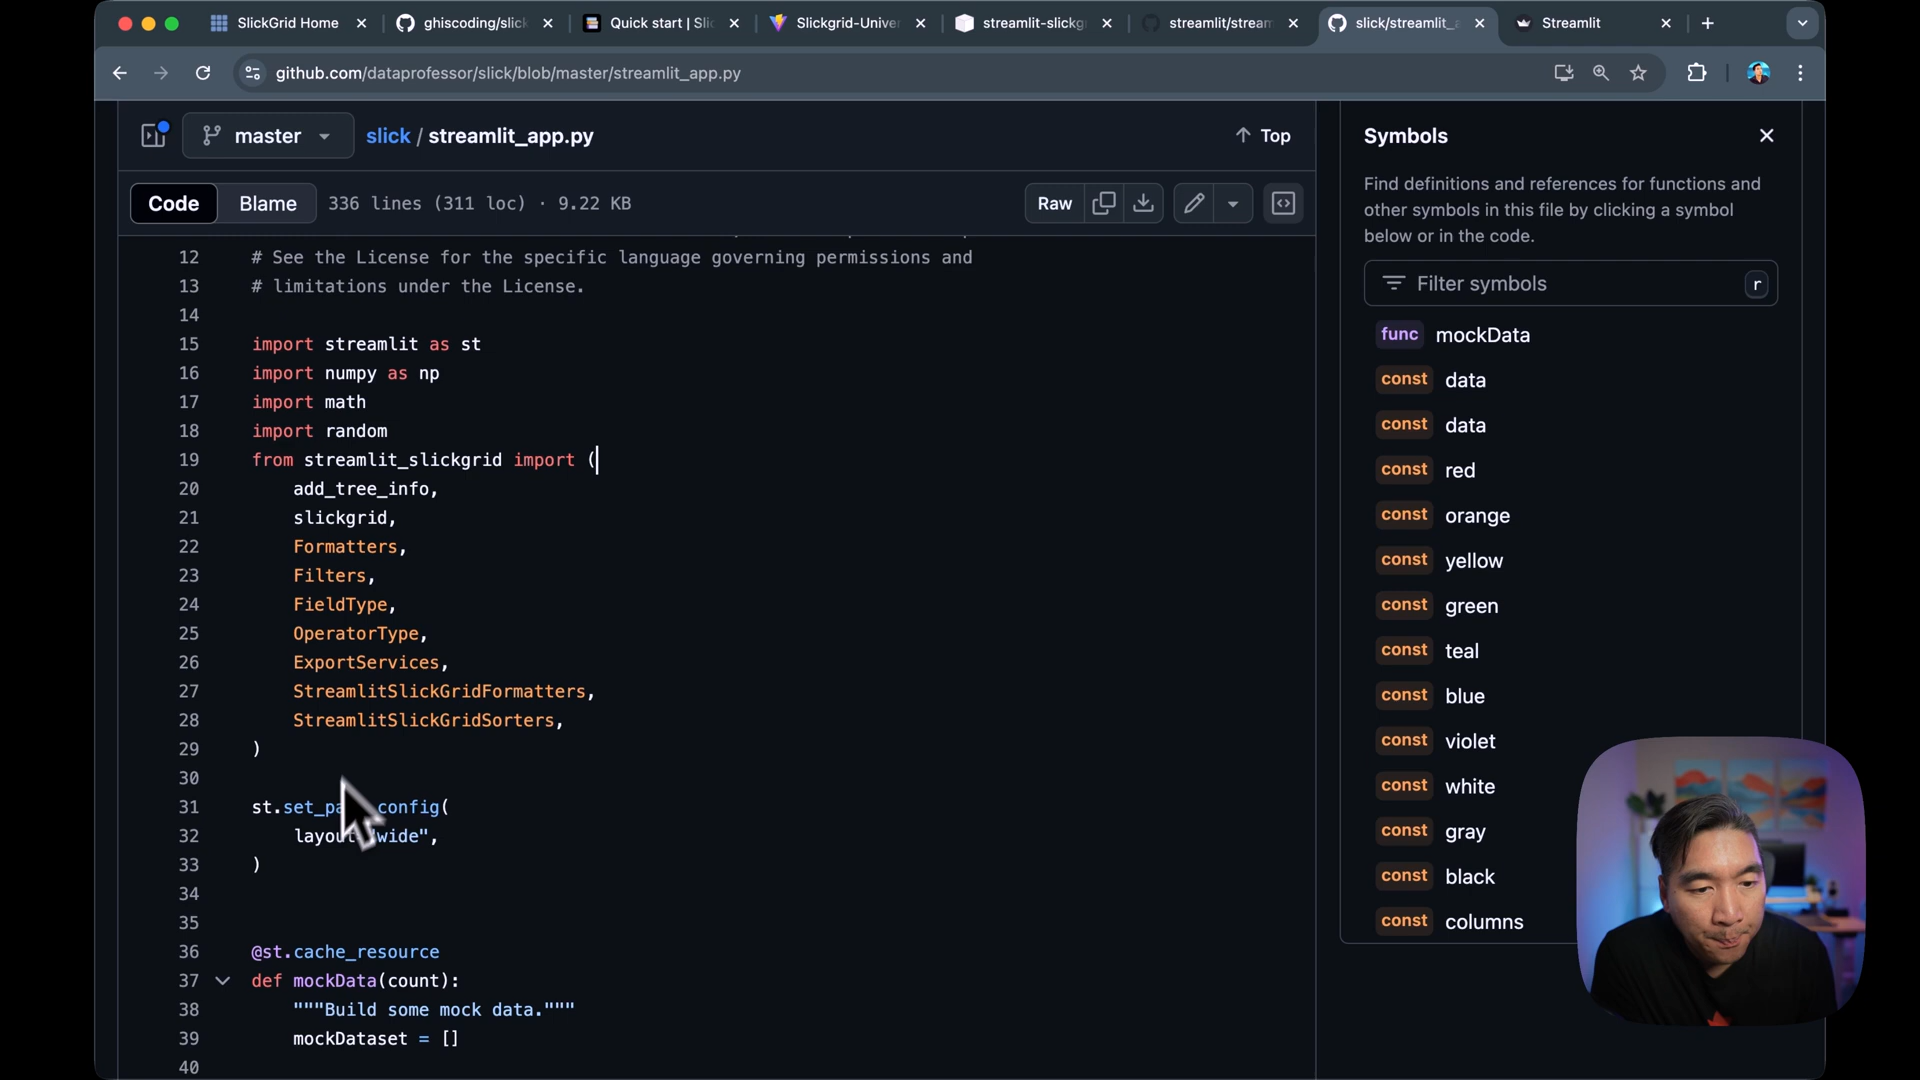 SlickGrid Home
ghiscoding/slick
Quick start | Sli
Slickgrid-Univer
streamlit-slickg
streamlit/stream
slick/streamlit_a
Streamlit
github.com/dataprofessor/slick/blob/master/streamlit_app.py
master
slick / streamlit_app.py
Top
Code
Blame
336 lines (311 loc) · 9.22 KB
Raw
12 # See the License for the specific language governing permissions and
13 # limitations under the License.
14
15 import streamlit as st
16 import numpy as np
17 import math
18 import random
19 from streamlit_slickgrid import (
20 add_tree_info,
21 slickgrid,
22 Formatters,
23 Filters,
24 FieldType,
25 OperatorType,
26 ExportServices,
27 StreamlitSlickGridFormatters,
28 StreamlitSlickGridSorters,
29 )
30
31 st.set_pa config(
32 layout "wide",
33 )
34
35
36 @st.cache_resource
37 def mockData(count):
38 """Build some mock data."""
39 mockDataset = []
40
Symbols
Find definitions and references for functions and
other symbols in this file by clicking a symbol
below or in the code.
Filter symbols
r
func mockData
const data
const data
const red
const orange
const yellow
const green
const teal
const blue
const violet
const white
const gray
const black
const columns